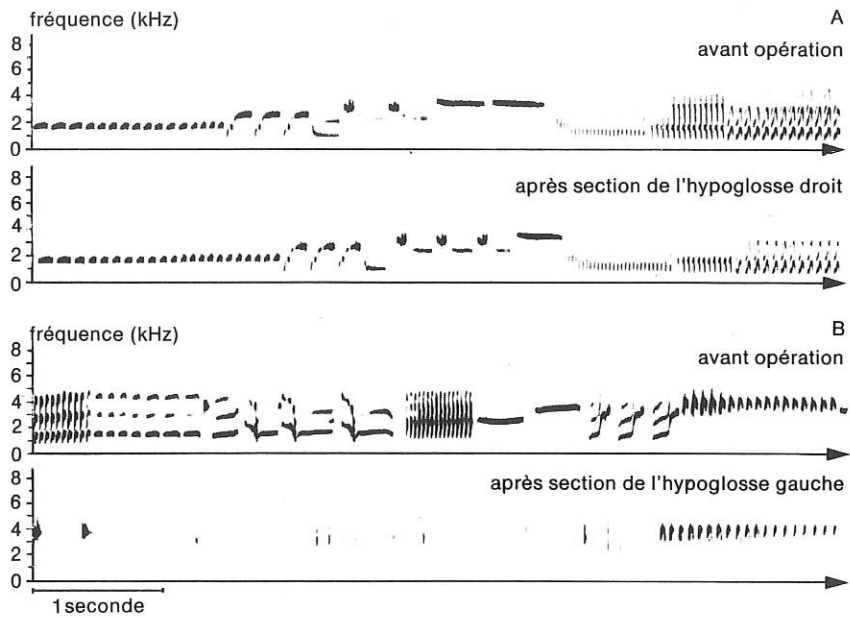 fréquence (kHz)
A
avant opération
8
6
4
2
0
après section de l'hypoglosse droit
8
6
4
2
0
fréquence (kHz)
B
avant opération
8
6
4
2
0
après section de l'hypoglosse gauche
8
6
4
2
0
1 seconde